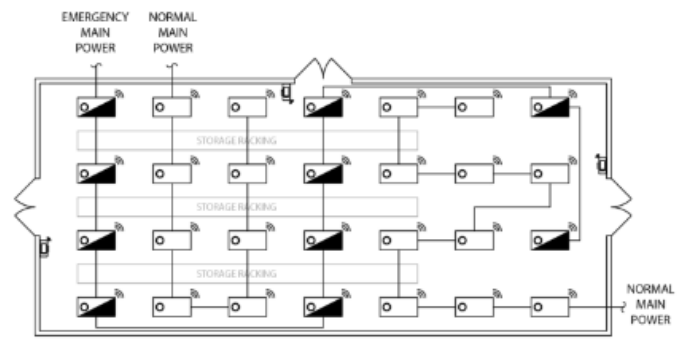 EMERGENCY
MAIN
POWER
NORMAL
MAIN
POWER
STORAGE RACKING
STORAGE RACKING
STORAGE RACKING
NORMAL
MAIN
POWER